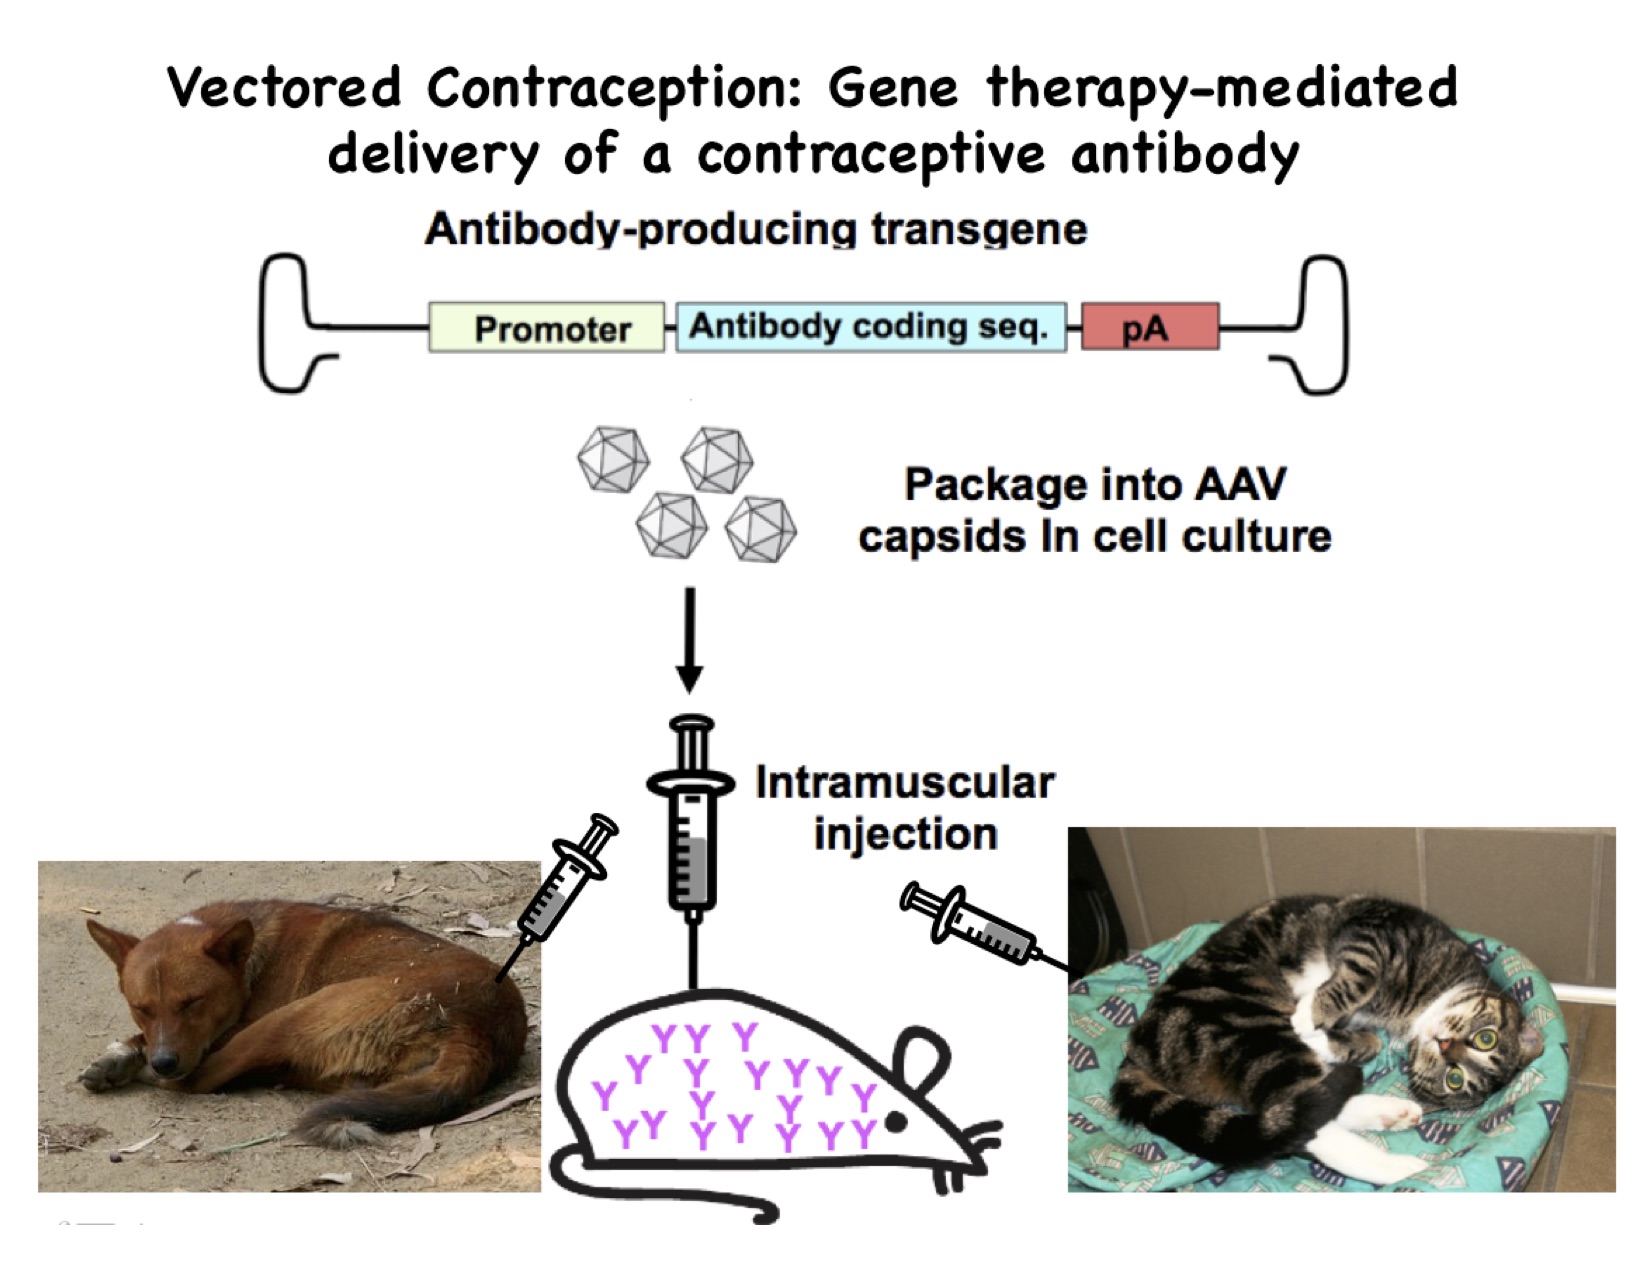 Vectored Contraception: Gene therapy-mediated
delivery of a contraceptive antibody
Antibody-producing transgene
Promoter
Antibody coding seq.
pA
Package into AAV
capsids In cell culture
Intramuscular
injection
Y Y Y
Y Y Y Y Y
Y Y Y Y
Y Y Y Y Y Y Y